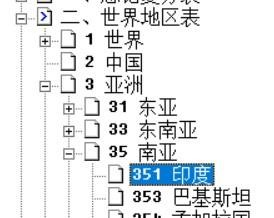 二、世界地区表
1 世界
2 中国
3 亚洲
31 东亚
33 东南亚
35 南亚
351 印度
353 巴基斯坦